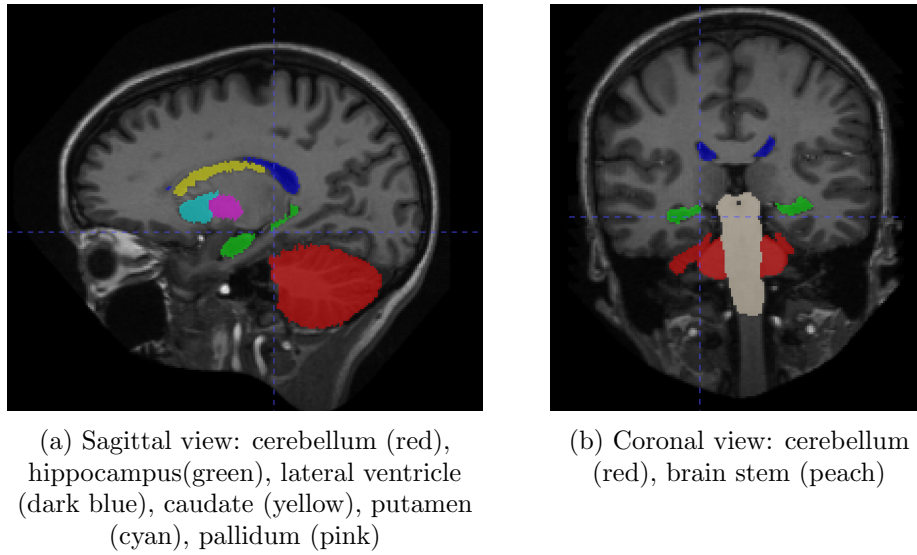 (a) Sagittal view: cerebellum (red),
hippocampus(green), lateral ventricle
(dark blue), caudate (yellow), putamen
(cyan), pallidum (pink)
(b) Coronal view: cerebellum
(red), brain stem (peach)